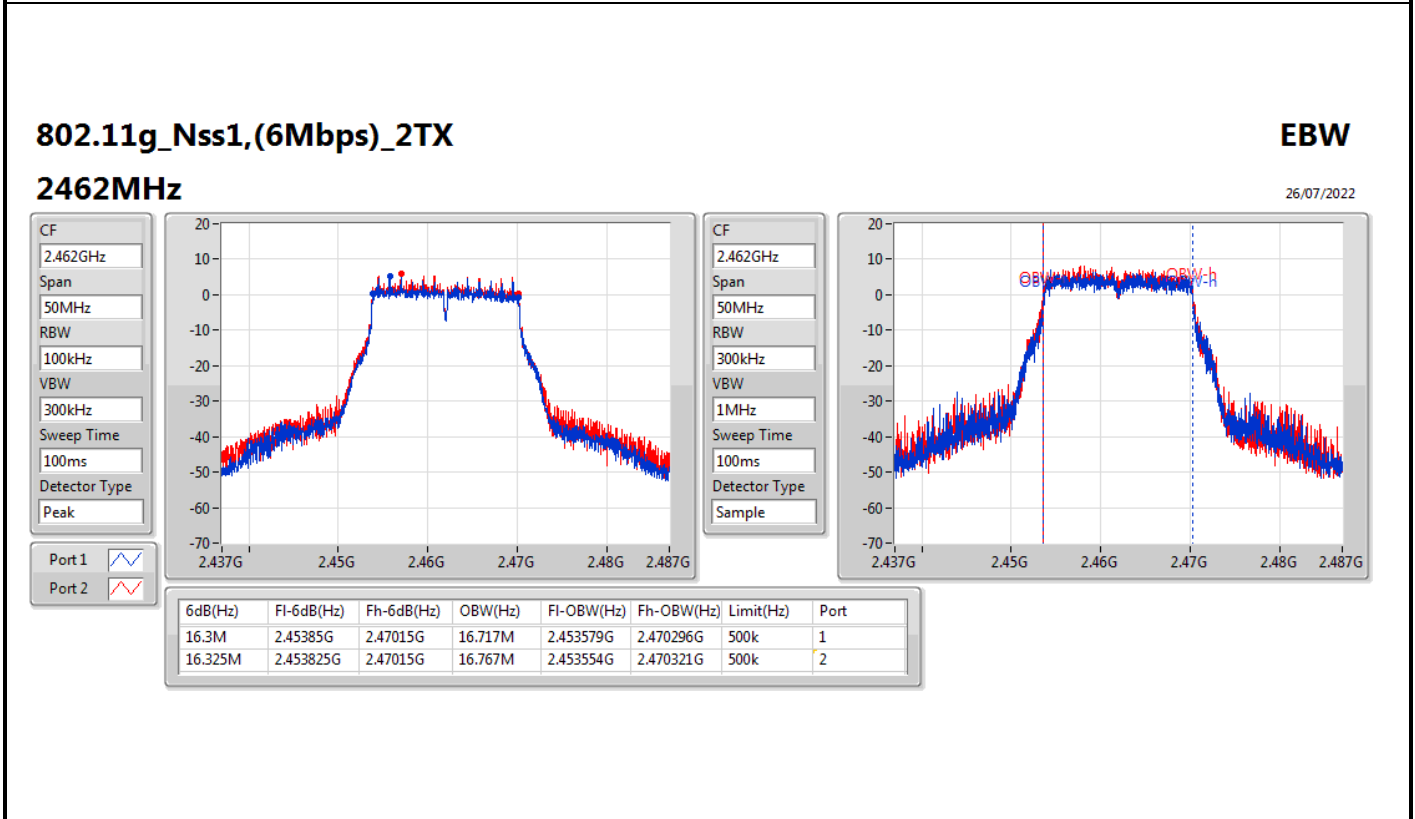 802.11g_Nss1,(6Mbps)_2TX EBW
2462MHz 26/07/2022
CF
2.462GHz
Span
50MHz
RBW
100kHz
VBW
300kHz
Sweep Time
100ms
Detector Type
Peak
Port 1
Port 2
20
10
0
-10
-20
-30
-40
-50
-60
-70
2.437G 2.45G 2.46G 2.47G 2.48G 2.487G
CF
2.462GHz
Span
50MHz
RBW
300kHz
VBW
1MHz
Sweep Time
100ms
Detector Type
Sample
20
10
0
-10
-20
-30
-40
-50
-60
-70
OBW-h
2.437G 2.45G 2.46G 2.47G 2.48G 2.487G
6dB(Hz) Fl-6dB(Hz) Fh-6dB(Hz) OBW(Hz) Fl-OBW(Hz) Fh-OBW(Hz) Limit(Hz) Port
16.3M 2.45385G 2.47015G 16.717M 2.453579G 2.470296G 500k 1
16.325M 2.453825G 2.47015G 16.767M 2.453554G 2.470321G 500k 2